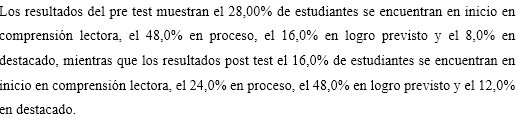 Los resultados del pre test muestran el 28,00% de estudiantes se encuentran en inicio en
comprensión lectora, el 48,0% en proceso, el 16,0% en logro previsto y el 8,0% en
destacado, mientras que los resultados post test el 16,0% de estudiantes se encuentran en
inicio en comprensión lectora, el 24,0% en proceso, el 48,0% en logro previsto y el 12,0%
en destacado.